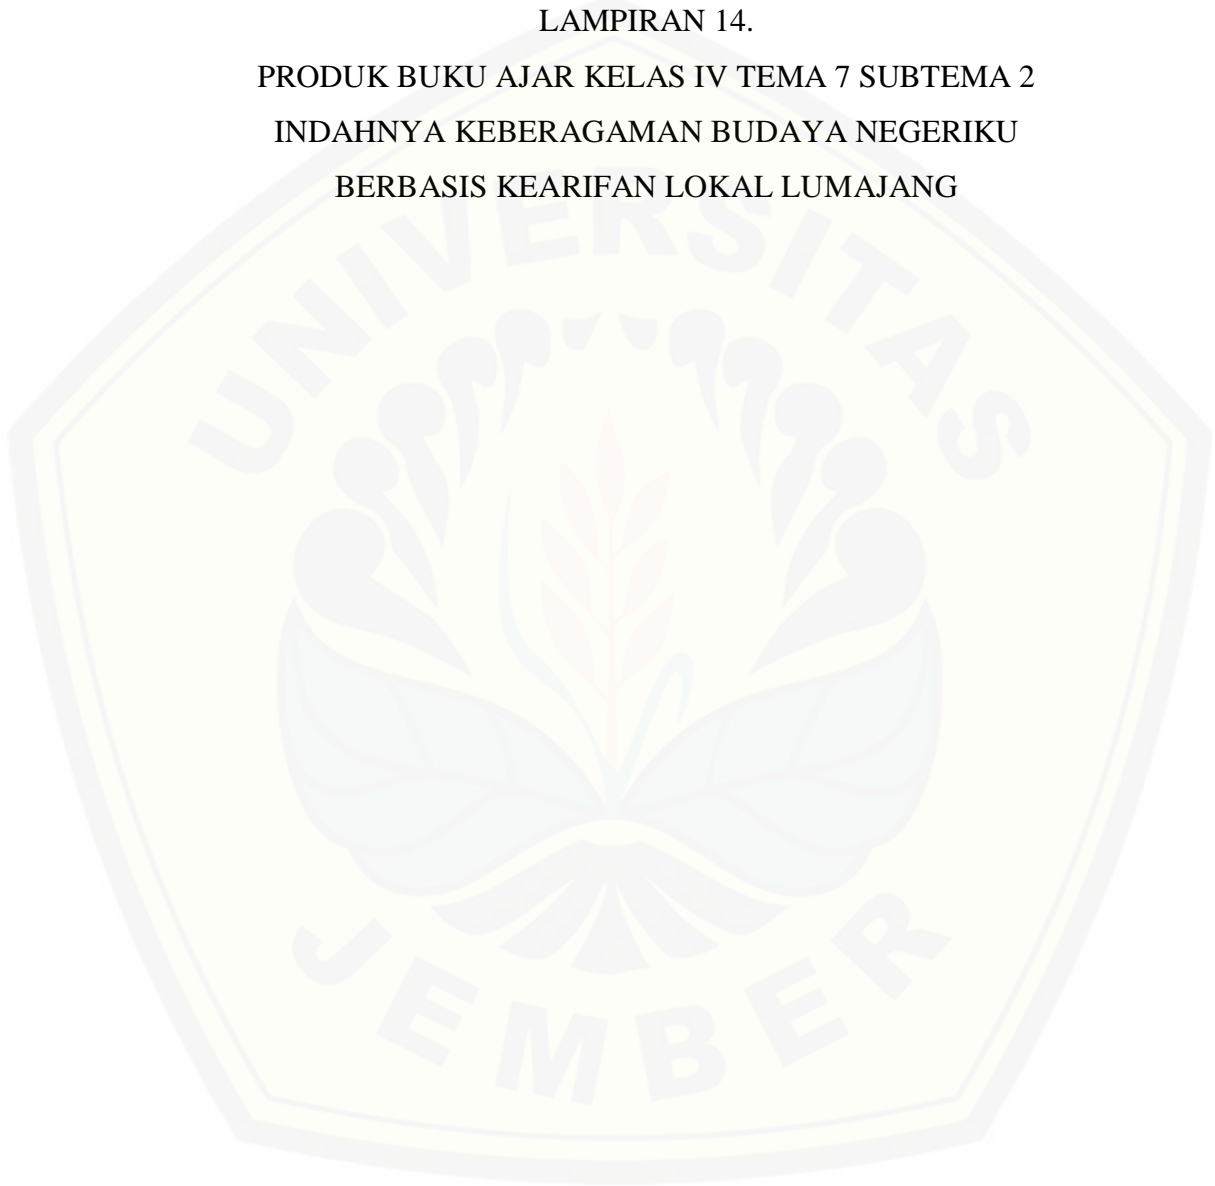 LAMPIRAN 14.
PRODUK BUKU AJAR KELAS IV TEMA 7 SUBTEMA 2
INDAHNYA KEBERAGAMAN BUDAYA NEGERIKU
BERBASIS KEARIFAN LOKAL LUMAJANG
UNIVERSITAS
JEMBER